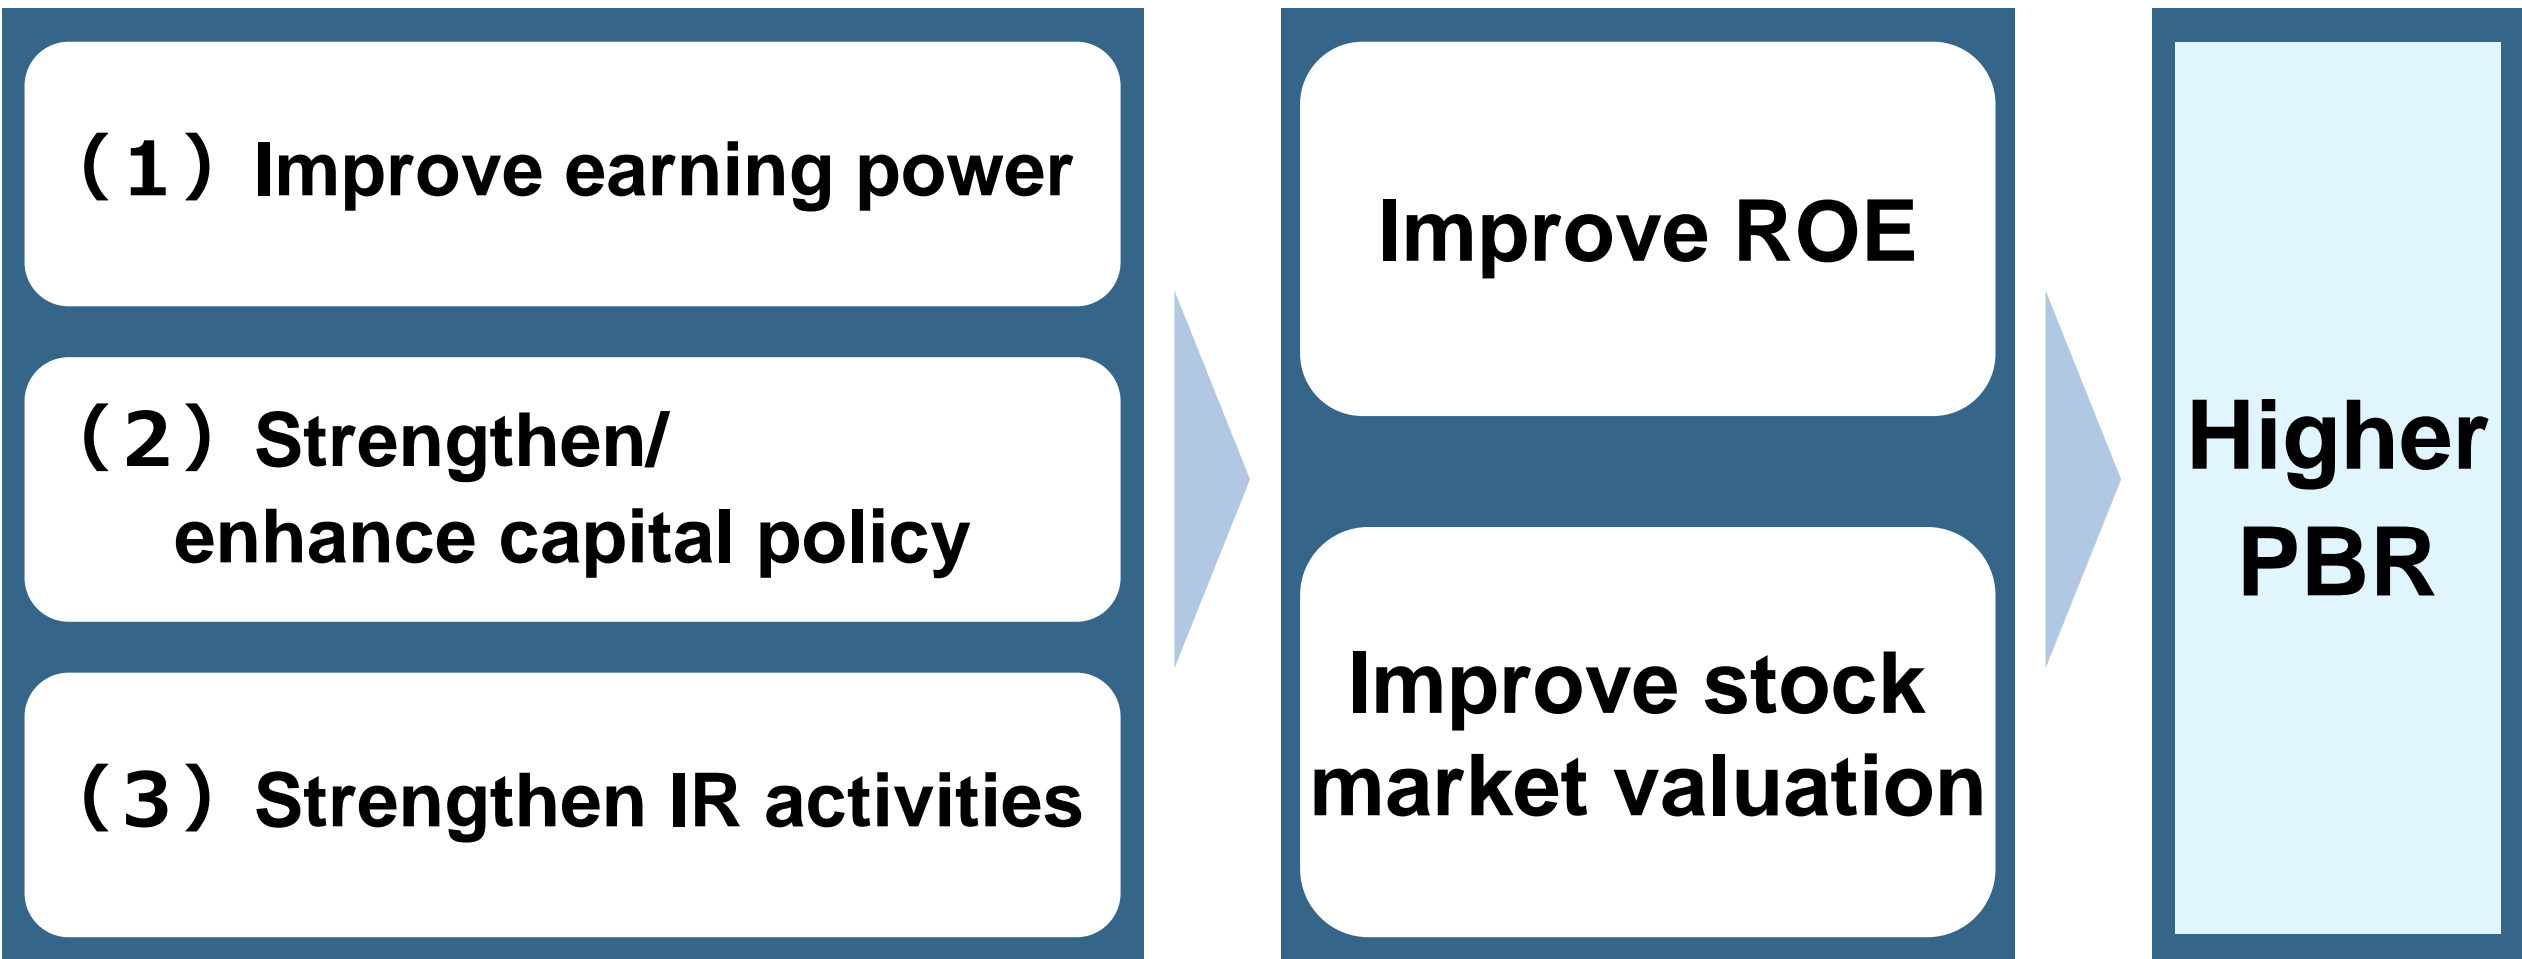 （1）Improve earning power
（2）Strengthen/
enhance capital policy
（3）Strengthen IR activities
Improve ROE
Improve stock
market valuation
Higher
PBR